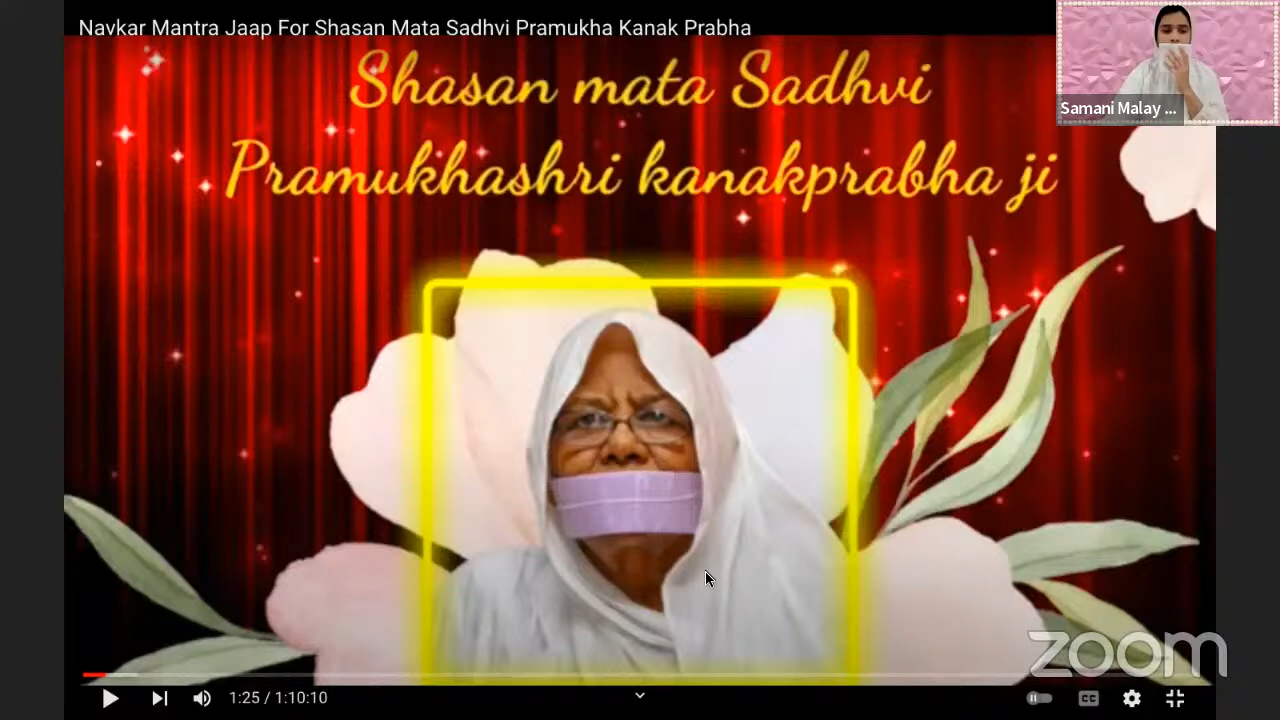 Navkar Mantra Jaap For Shasan Mata Sadhvi Pramukha Kanak Prabha
Samani Malay ...
Shasan mata Sadhvi
Pramukhashri kanakprabha ji
zoom
1:25 / 1:10:10
CC